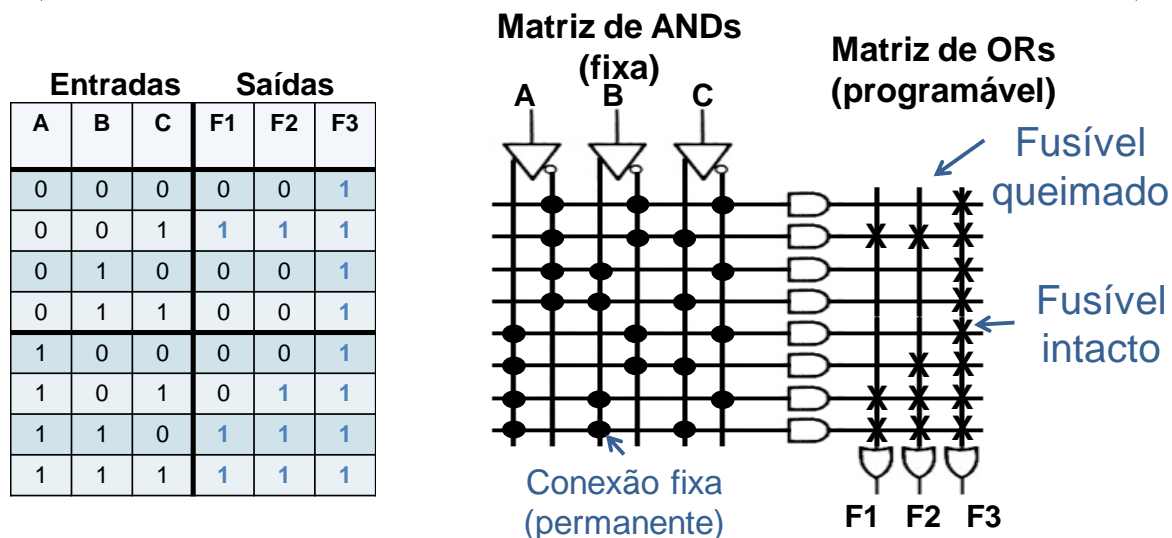 Entradas Saídas
A B C F1 F2 F3
0 0 0 0 0 1
0 0 1 1 1 1
0 1 0 0 0 1
0 1 1 0 0 1
1 0 0 0 0 1
1 0 1 0 1 1
1 1 0 1 1 1
1 1 1 1 1 1
Matriz de ANDs
(fixa)
A B C
Matriz de ORs
(programável)
Fusível
queimado
Fusível
intacto
Conexão fixa
(permanente)
F1 F2 F3